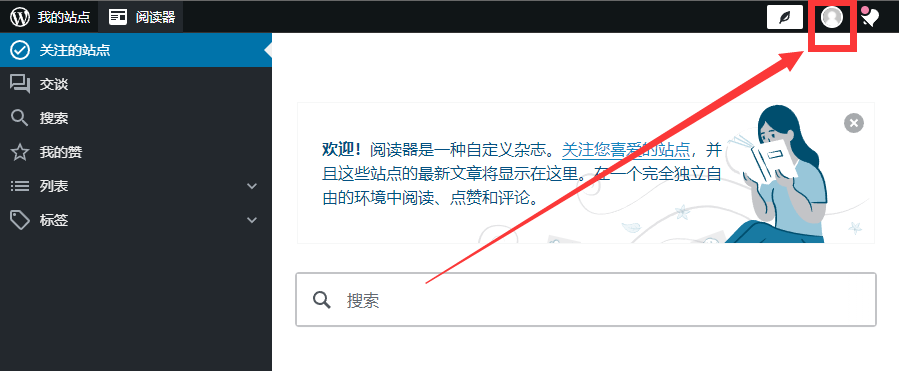 我的站点 阅读器
关注的站点
交谈
搜索
我的赞
列表
标签
欢迎！阅读器是一种自定义杂志。关注您喜爱的站点，并
且这些站点的最新文章将显示在这里。在一个完全独立自
由的环境中阅读、点赞和评论。
搜索